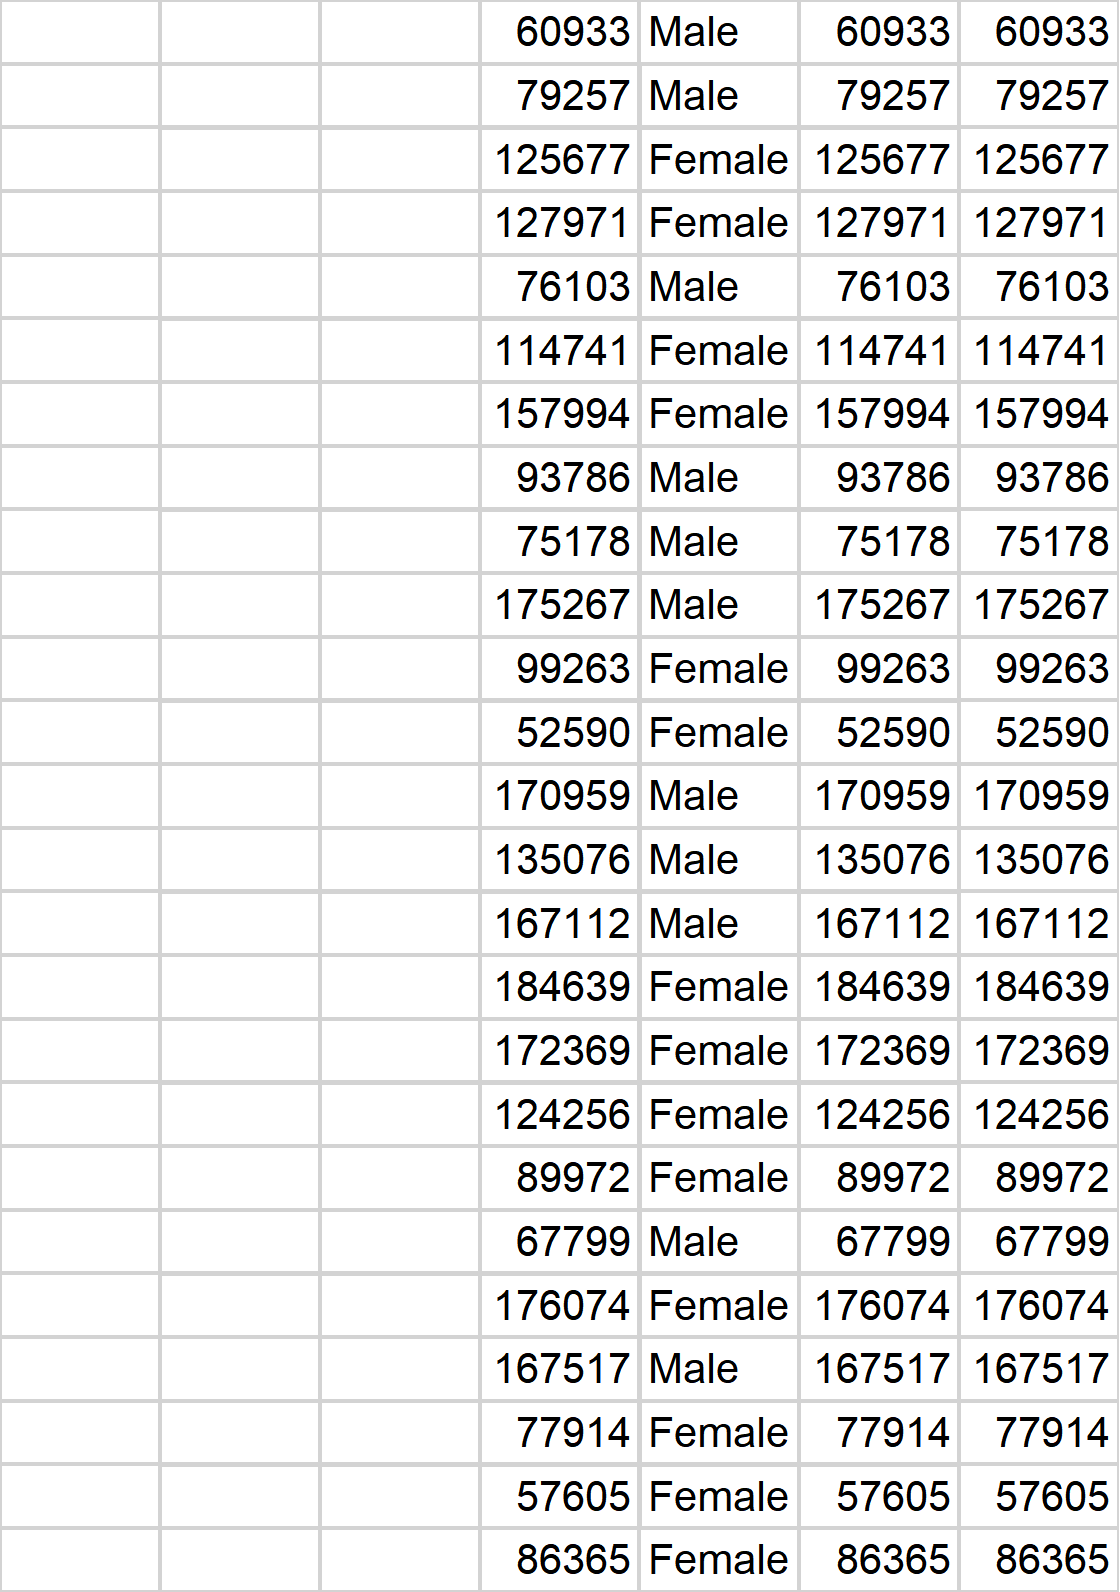 60933 Male 60933 60933
79257 Male 79257 79257
125677 Female 125677 125677
127971 Female 127971 127971
76103 Male 76103 76103
114741 Female 114741 114741
157994 Female 157994 157994
93786 Male 93786 93786
75178 Male 75178 75178
175267 Male 175267 175267
99263 Female 99263 99263
52590 Female 52590 52590
170959 Male 170959 170959
135076 Male 135076 135076
167112 Male 167112 167112
184639 Female 184639 184639
172369 Female 172369 172369
124256 Female 124256 124256
89972 Female 89972 89972
67799 Male 67799 67799
176074 Female 176074 176074
167517 Male 167517 167517
77914 Female 77914 77914
57605 Female 57605 57605
86365 Female 86365 86365